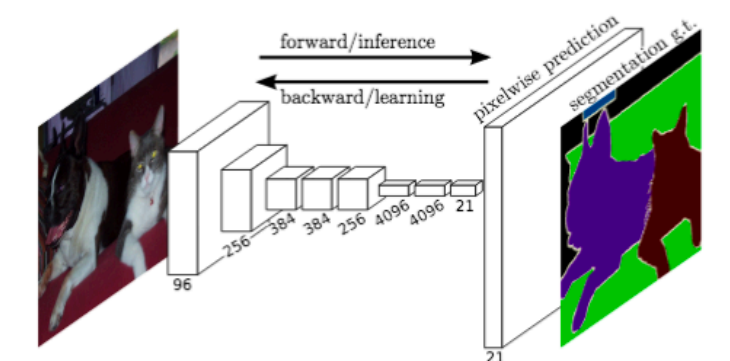 forward/inference
backward/learning
pixelwise prediction
segmentation g.t.
96
256
384
384
256
4096
4096
21
21